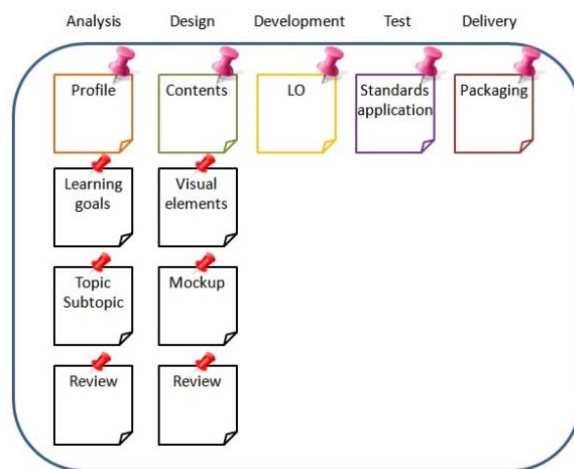 Analysis Design Development Test Delivery
Profile Contents LO Standards application Packaging
Learning goals Visual elements
Topic Subtopic Mockup
Review Review